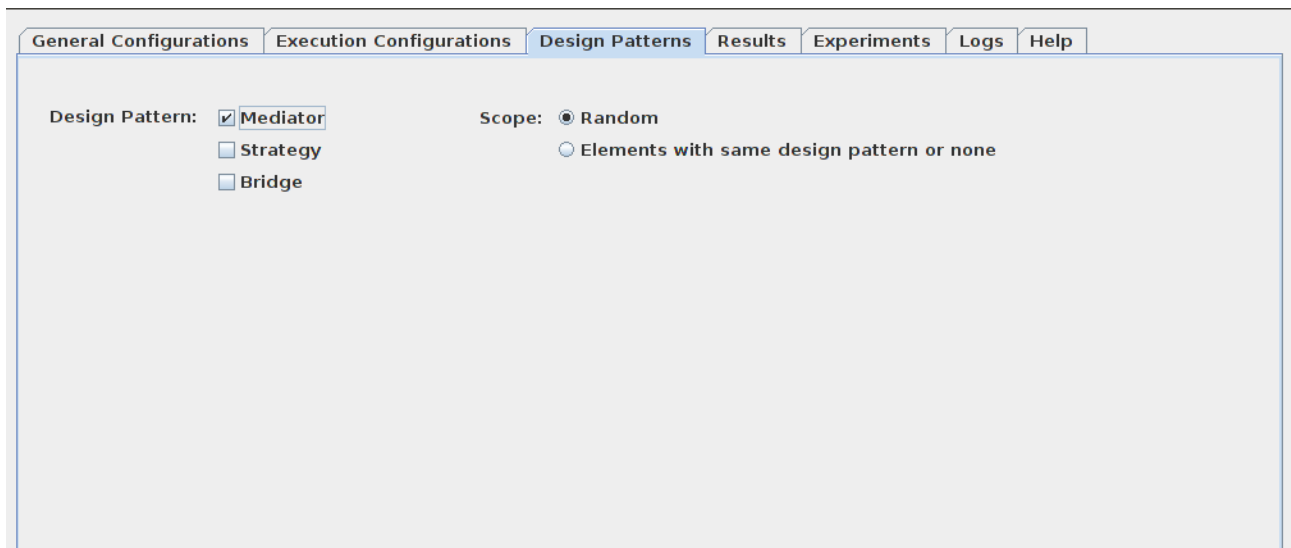 General Configurations Execution Configurations Design Patterns Results Experiments Logs Help
Design Pattern: Mediator Scope: Random
Strategy Elements with same design pattern or none
Bridge